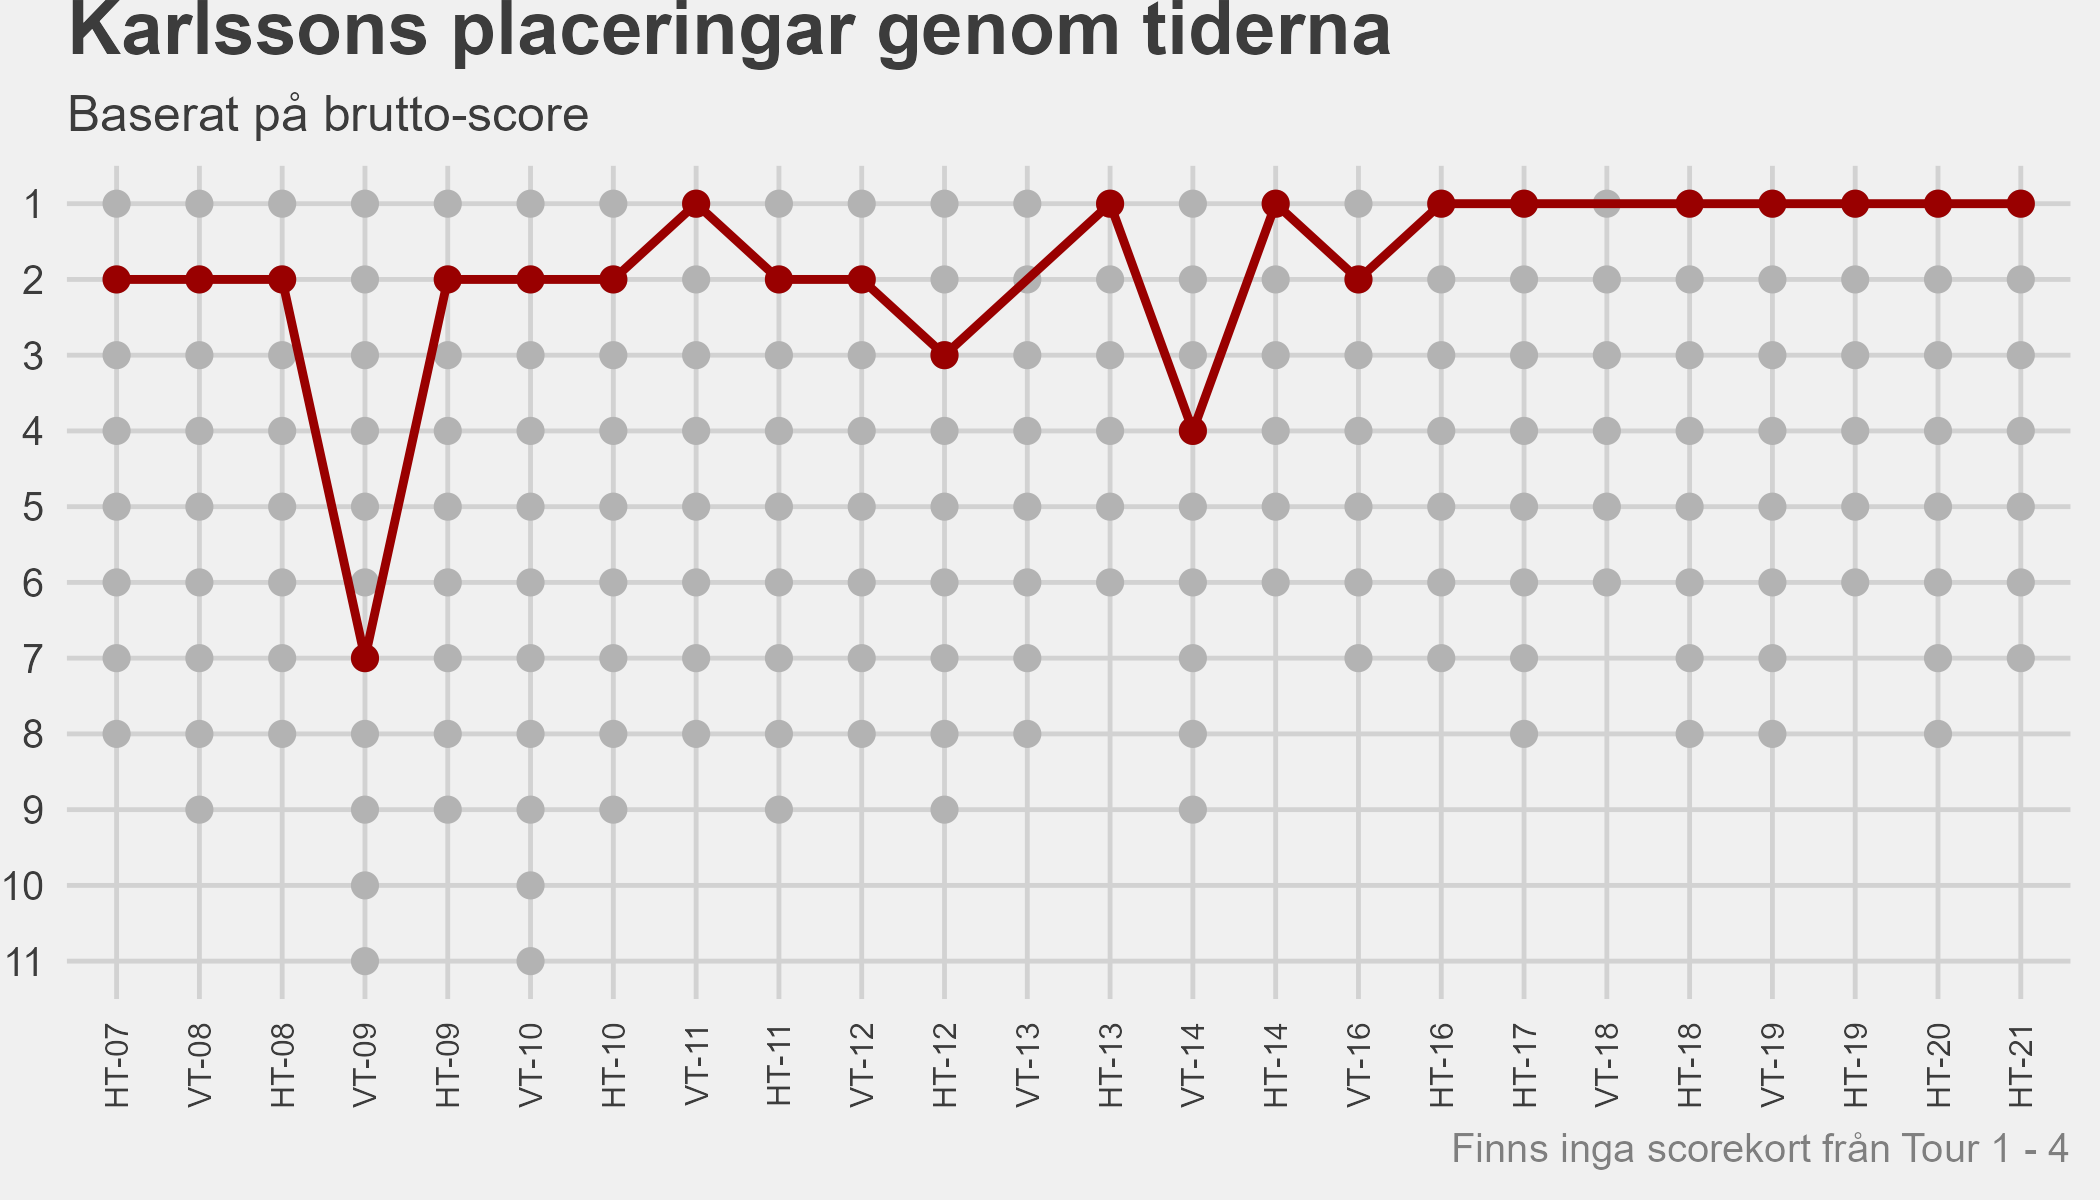 Karlssons placeringar genom tiderna
Baserat på brutto-score
1
2
3
4
5
6
7
8
9
10
11
HT-07
VT-08
HT-08
VT-09
HT-09
VT-10
HT-10
VT-11
HT-11
VT-12
HT-12
VT-13
HT-13
VT-14
HT-14
VT-16
HT-16
HT-17
VT-18
HT-18
VT-19
HT-19
HT-20
HT-21
Finns inga scorekort från Tour 1 - 4